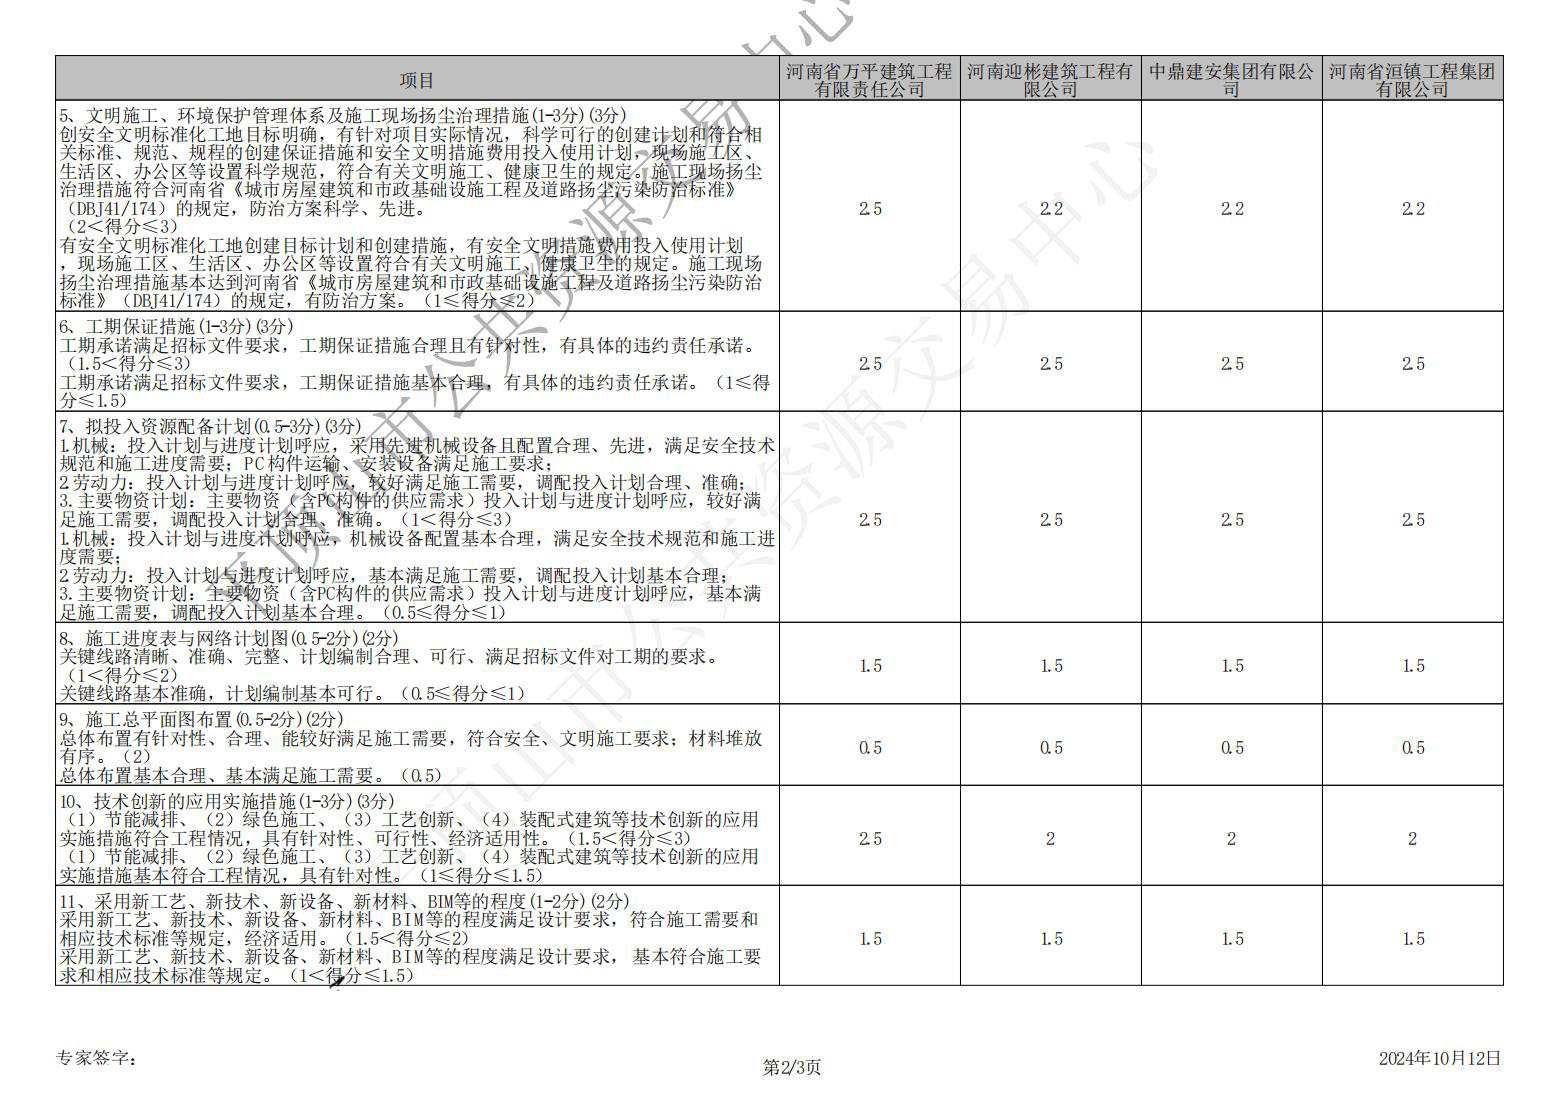 项目
河南省万平建筑工程
有限责任公司
河南迎彬建筑工程有
限公司
中鼎建安集团有限公
司
河南省洹镇工程集团
有限公司
5、文明施工、环境保护管理体系及施工现场扬尘治理措施(1-3分)(3分)
创安全文明标准化工地目标明确，有针对项目实际情况，科学可行的创建计划和符合相
关标准、规范、规程的创建保证措施和安全文明措施费用投入使用计划，现场施工区、
生活区、办公区等设置科学规范，符合有关文明施工、健康卫生的规定。施工现场扬尘
治理措施符合河南省《城市房屋建筑和市政基础设施工程及道路扬尘污染防治标准》
（DBJ41/174）的规定，防治方案科学、先进。
（2＜得分≤3）
有安全文明标准化工地创建目标计划和创建措施，有安全文明措施费用投入使用计划
，现场施工区、生活区、办公区等设置符合有关文明施工、健康卫生的规定。施工现场
扬尘治理措施基本达到河南省《城市房屋建筑和市政基础设施工程及道路扬尘污染防治
标准》（DBJ41/174）的规定，有防治方案。（1≤得分≤2）
2.5
2.2
2.2
2.2
6、工期保证措施(1-3分)(3分)
工期承诺满足招标文件要求，工期保证措施合理且有针对性，有具体的违约责任承诺。
（1.5＜得分≤3）
工期承诺满足招标文件要求，工期保证措施基本合理，有具体的违约责任承诺。（1≤得
分≤1.5）
2.5
2.5
2.5
2.5
7、拟投入资源配备计划(0.5-3分)(3分)
1.机械：投入计划与进度计划呼应，采用先进机械设备且配置合理、先进，满足安全技术
规范和施工进度需要；PC构件运输、安装设备满足施工要求；
2.劳动力：投入计划与进度计划呼应，较好满足施工需要，调配投入计划合理、准确；
3.主要物资计划：主要物资（含PC构件的供应需求）投入计划与进度计划呼应，较好满
足施工需要，调配投入计划合理、准确。（1＜得分≤3）
1.机械：投入计划与进度计划呼应，机械设备配置基本合理，满足安全技术规范和施工进
度需要；
2.劳动力：投入计划与进度计划呼应，基本满足施工需要，调配投入计划基本合理；
3.主要物资计划：主要物资（含PC构件的供应需求）投入计划与进度计划呼应，基本满
足施工需要，调配投入计划基本合理。（0.5≤得分≤1）
2.5
2.5
2.5
2.5
8、施工进度表与网络计划图(0.5-2分)(2分)
关键线路清晰、准确、完整、计划编制合理、可行、满足招标文件对工期的要求。
（1＜得分≤2）
关键线路基本准确，计划编制基本可行。（0.5≤得分≤1）
1.5
1.5
1.5
1.5
9、施工总平面图布置(0.5-2分)(2分)
总体布置有针对性、合理、能较好满足施工需要，符合安全、文明施工要求；材料堆放
有序。（2）
总体布置基本合理、基本满足施工需要。（0.5）
0.5
0.5
0.5
0.5
10、技术创新的应用实施措施(1-3分)(3分)
（1）节能减排、（2）绿色施工、（3）工艺创新、（4）装配式建筑等技术创新的应用
实施措施符合工程情况，具有针对性、可行性、经济适用性。（1.5＜得分≤3）
（1）节能减排、（2）绿色施工、（3）工艺创新、（4）装配式建筑等技术创新的应用
实施措施基本符合工程情况，具有针对性。（1≤得分≤1.5）
2.5
2
2
2
11、采用新工艺、新技术、新设备、新材料、BIM等的程度(1-2分)(2分)
采用新工艺、新技术、新设备、新材料、BIM等的程度满足设计要求，符合施工需要和
相应技术标准等规定，经济适用。（1.5＜得分≤2）
采用新工艺、新技术、新设备、新材料、BIM等的程度满足设计要求， 基本符合施工要
求和相应技术标准等规定。（1＜得分≤1.5）
1.5
1.5
1.5
1.5
平顶山市公共资源交易中心
平顶山市公共资源交易中心
专家签字：
第2/3页
2024年10月12日